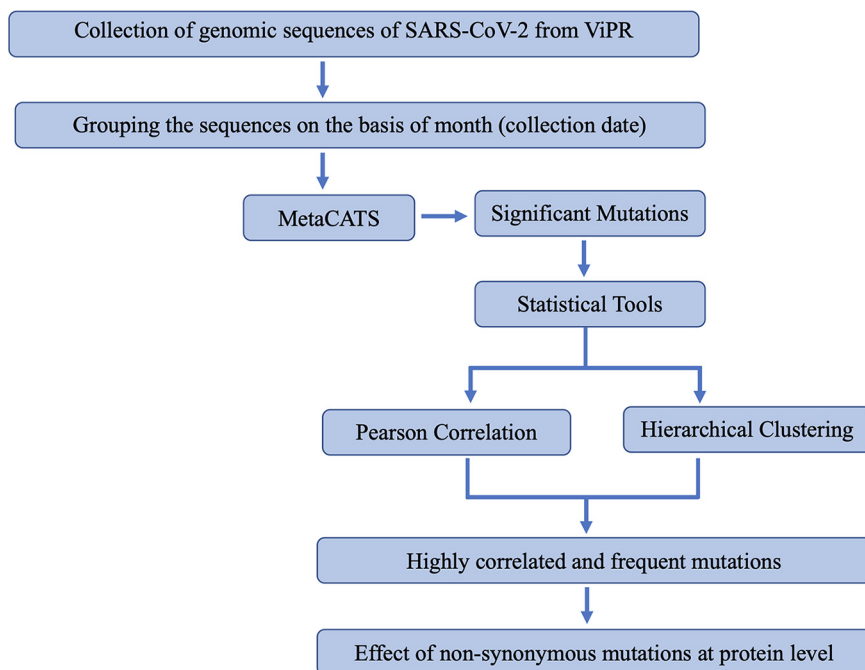 Collection of genomic sequences of SARS-CoV-2 from ViPR
Grouping the sequences on the basis of month (collection date)
MetaCATS
Significant Mutations
Statistical Tools
Pearson Correlation
Hierarchical Clustering
Highly correlated and frequent mutations
Effect of non-synonymous mutations at protein level